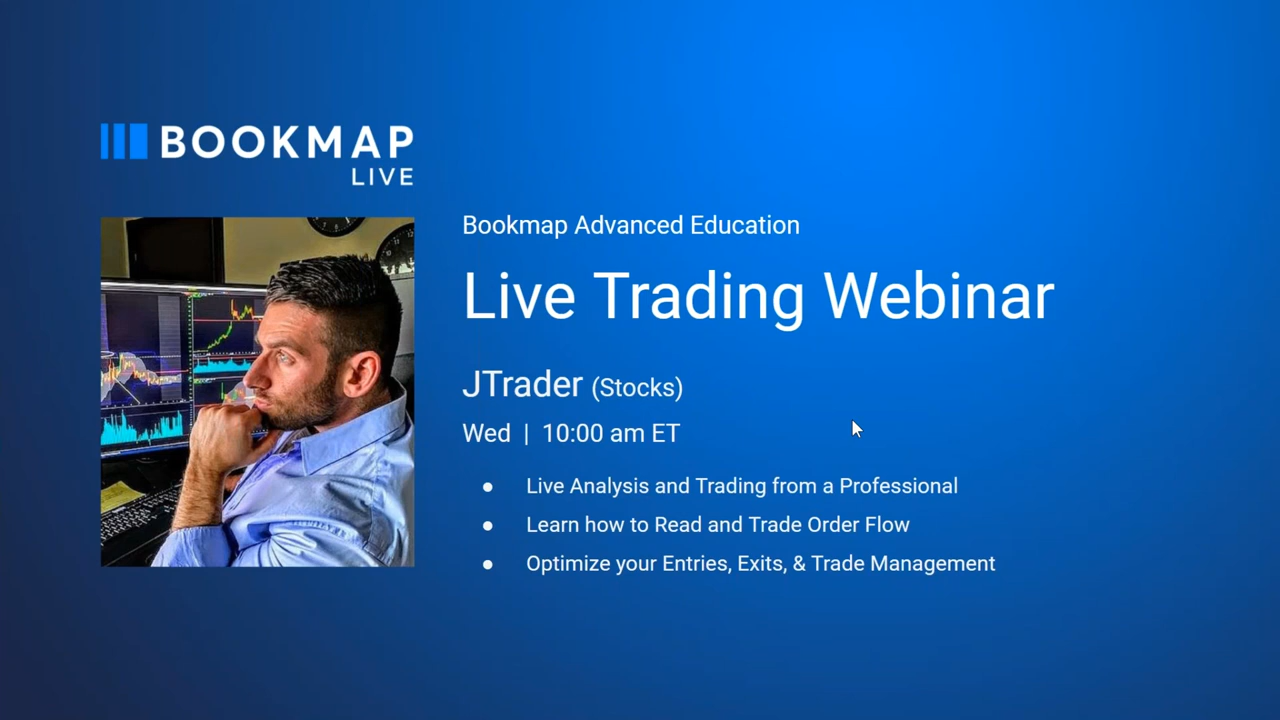 BOOKMAP
LIVE
Bookmap Advanced Education
Live Trading Webinar
JTrader (Stocks)
Wed | 10:00 am ET
● Live Analysis and Trading from a Professional
● Learn how to Read and Trade Order Flow
● Optimize your Entries, Exits, & Trade Management